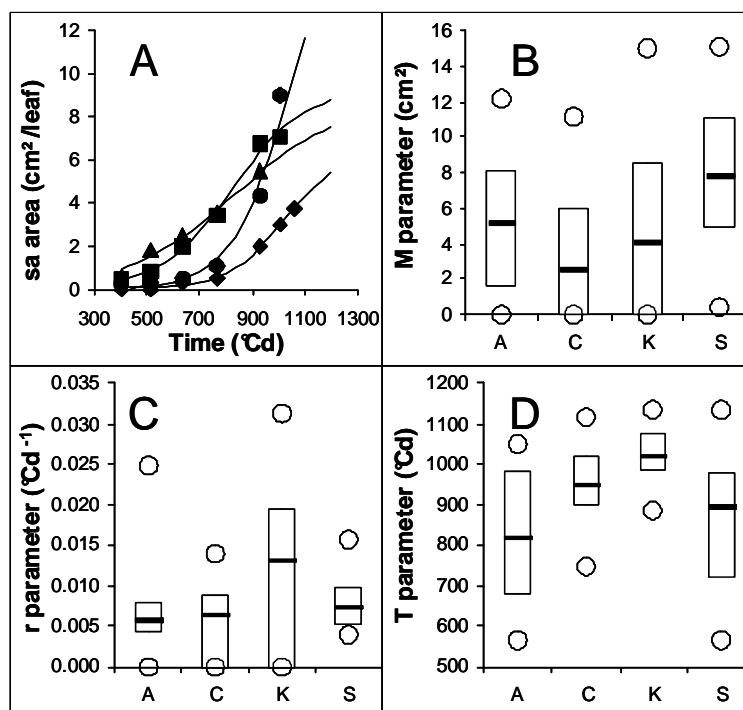 A
sa area (cm²/leaf)
12
10
8
6
4
2
0
300 500 700 900 1100 1300
Time (°Cd)
B
M parameter (cm²)
16
14
12
10
8
6
4
2
0
A C K S
C
r parameter (°Cd⁻¹)
0.035
0.030
0.025
0.020
0.015
0.010
0.005
0.000
A C K S
D
T parameter (°Cd)
1200
1100
1000
900
800
700
600
500
A C K S